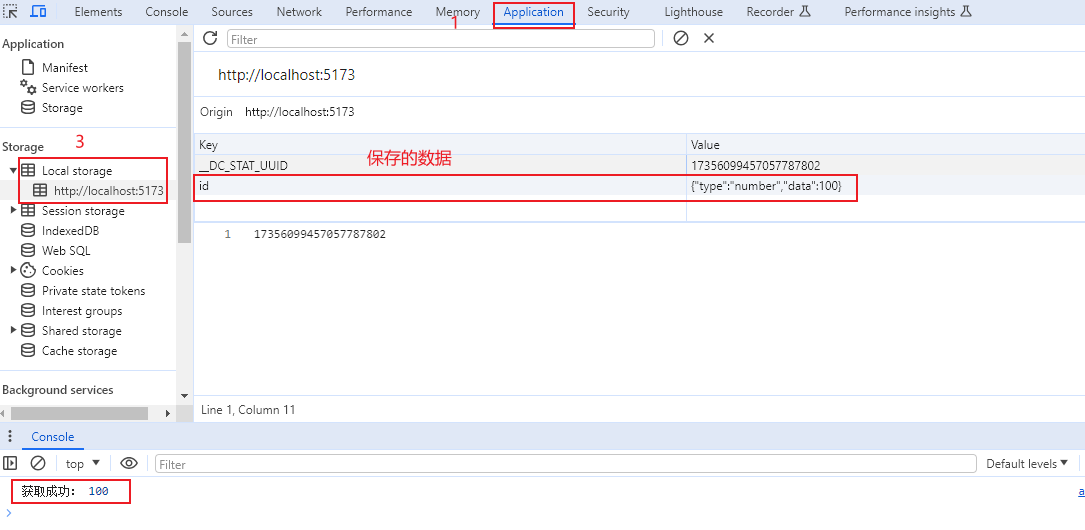 Elements Console Sources Network Performance Memory Application Security Lighthouse Recorder Performance insights
1
Application
Manifest
Service workers
Storage
Storage
3
Local storage
http://localhost:5173
Session storage
IndexedDB
Web SQL
Cookies
Private state tokens
Interest groups
Shared storage
Cache storage
Background services
Filter
http://localhost:5173
Origin http://localhost:5173
Key Value
保存的数据
__DC_STAT_UUID 17356099457057787802
id {"type":"number","data":100}
1 17356099457057787802
Line 1, Column 11
Console
top Filter Default levels
获取成功： 100 a